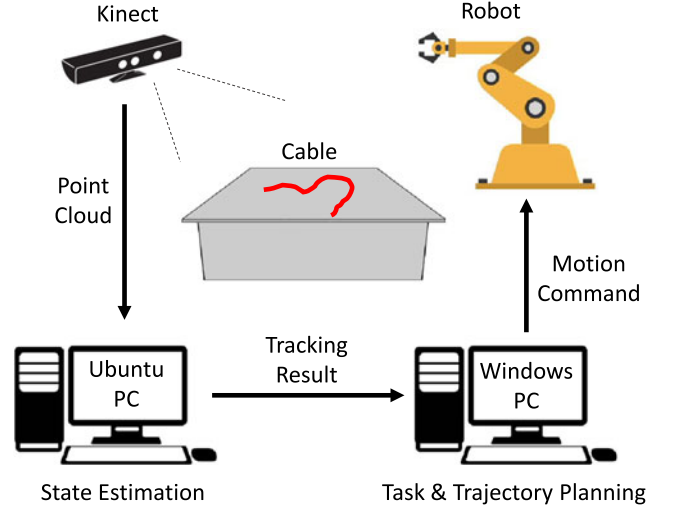 Kinect
Robot
Cable
Point
Cloud
Motion
Command
Tracking
Result
Ubuntu
PC
Windows
PC
State Estimation
Task & Trajectory Planning